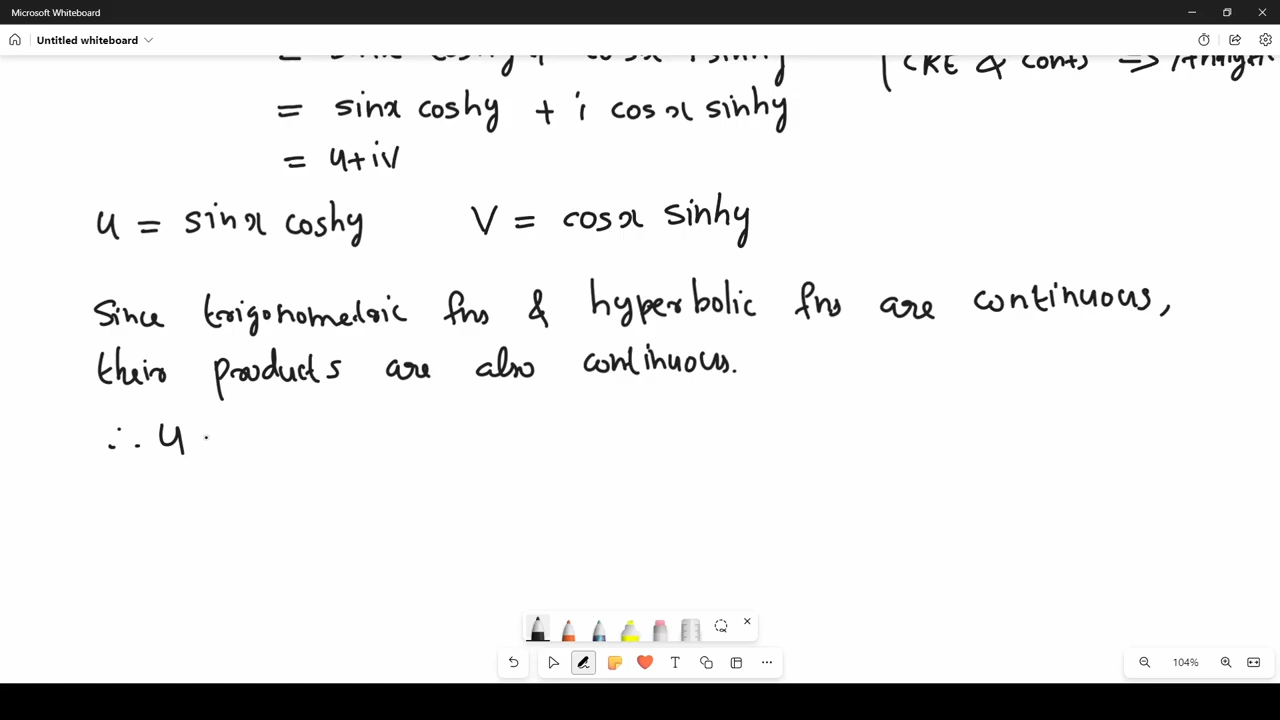 Microsoft Whiteboard
Untitled whiteboard
= sinx coshy + i cosx sinhy
= u+iv
u = sinx coshy V = cosx sinhy
Since trigonometric fns & hyperbolic fns are continuous,
their products are also continuous.
∴ u
104%